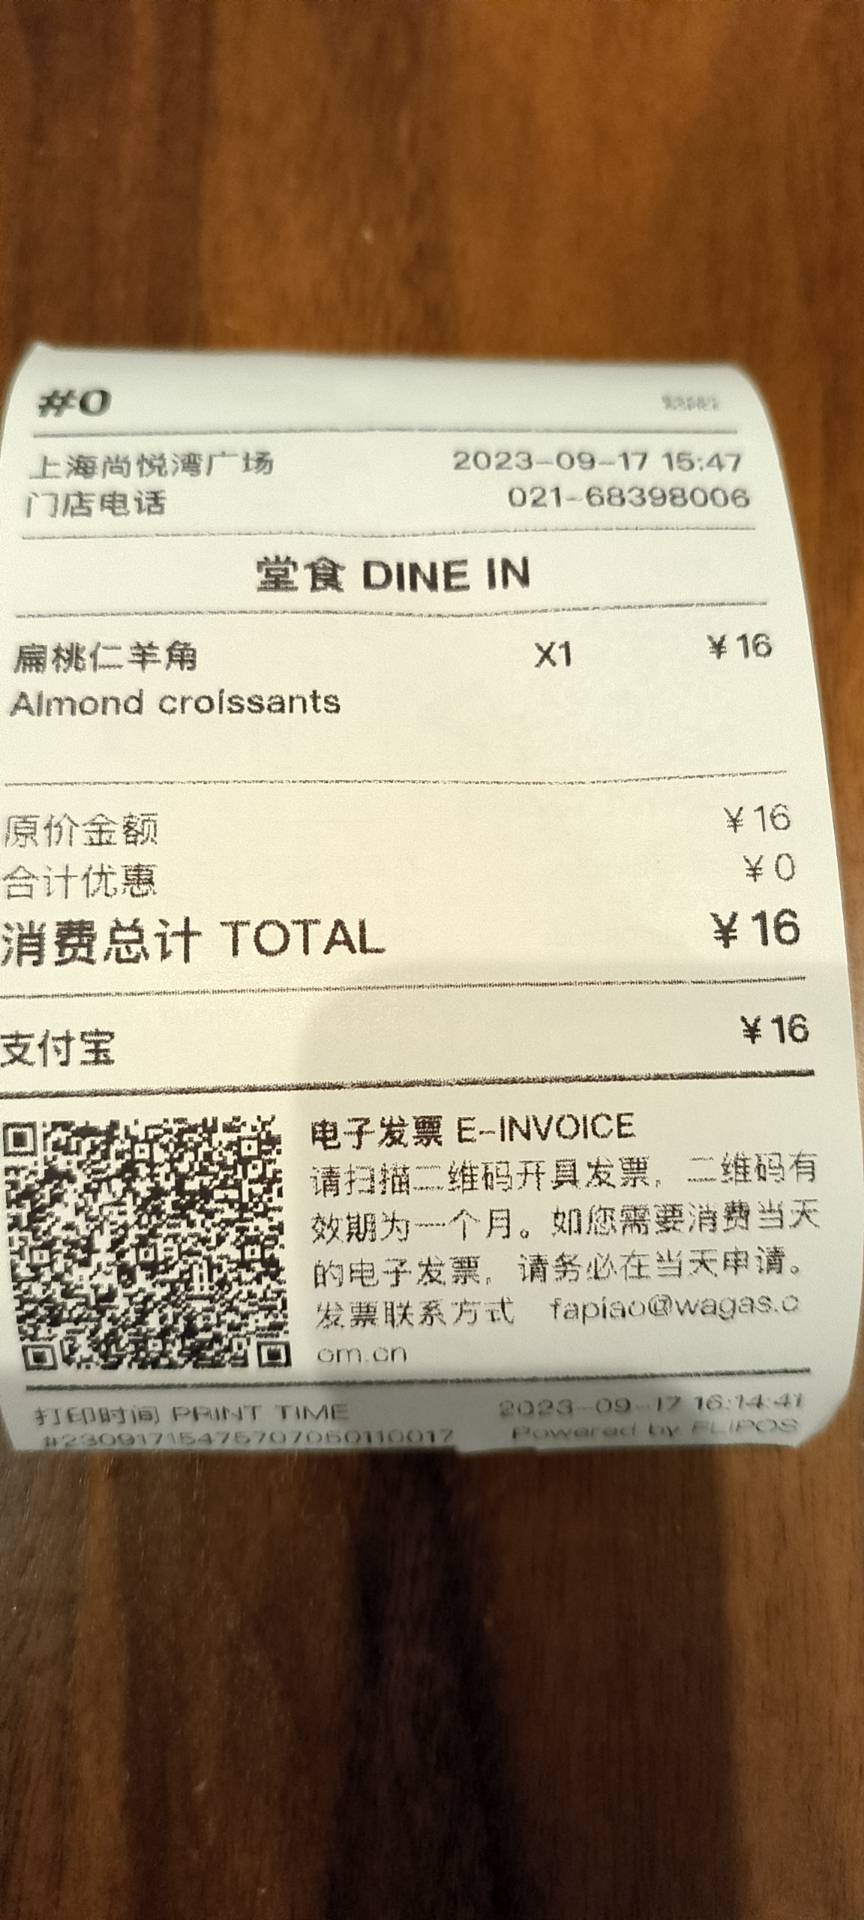 #0
上海尚悦湾广场 2023-09-17 15:47
门店电话 021-68398006
堂食 DINE IN
扁桃仁羊角 X1 ¥16
Almond croissants
原价金额 ¥16
合计优惠 ¥0
消费总计 TOTAL ¥16
支付宝 ¥16
电子发票 E-INVOICE
请扫描二维码开具发票，二维码有
效期为一个月。如您需要消费当天
的电子发票，请务必在当天申请。
发票联系方式 fapiao@wagas.c
om.cn
打印时间 PRINT TIME 2023-09-17 16:14:41
#23091715475707050110017 Powered by FLIPOS